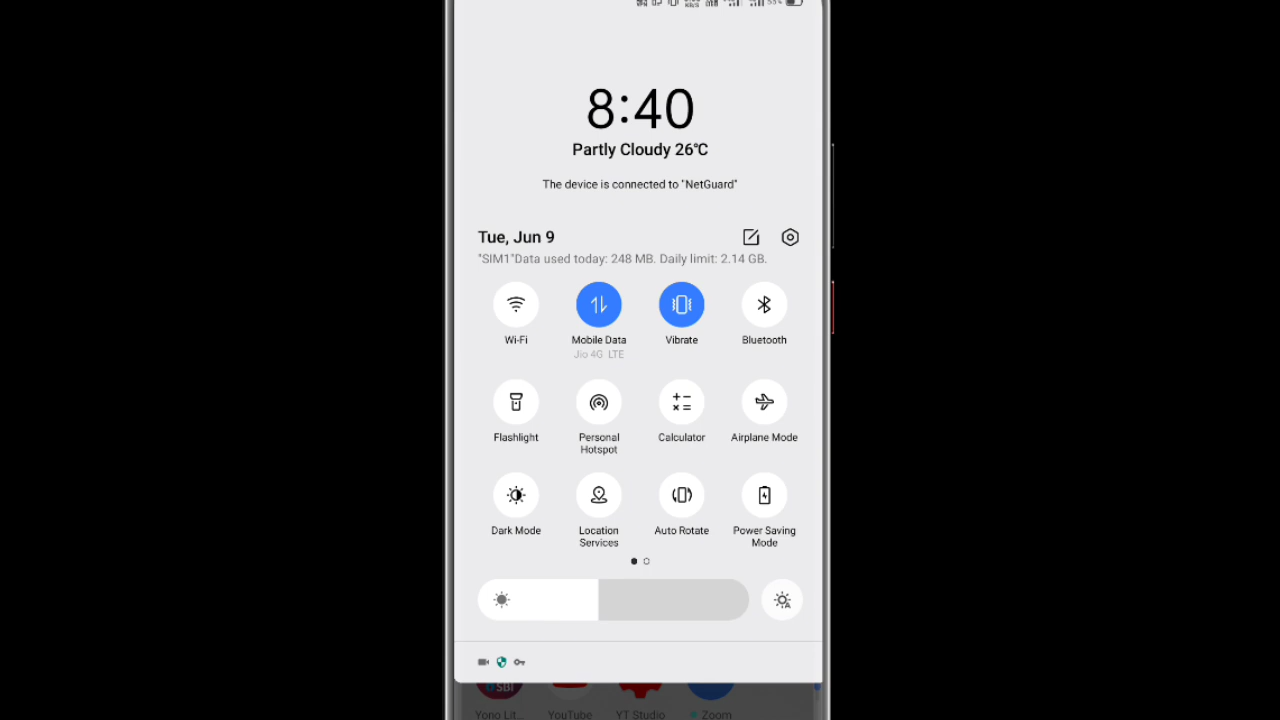 55%
8:40
Partly Cloudy 26℃
The device is connected to "NetGuard"
Tue, Jun 9
"SIM1"Data used today: 248 MB. Daily limit: 2.14 GB.
Wi-Fi Mobile Data Vibrate Bluetooth
Jio 4G LTE
Flashlight Personal Hotspot Calculator Airplane Mode
Dark Mode Location Services Auto Rotate Power Saving Mode
SBI
Yono Lit... YouTube YT Studio Zoom